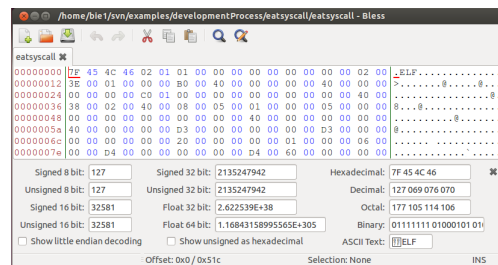 /home/bie1/svn/examples/developmentProcess/eatsyscall/eatsyscall - Bless
eatsyscall
00000000 7F 45 4C 46 02 01 01 00 00 00 00 00 00 00 00 00 02 00 .ELF..............
00000012 3E 00 01 00 00 00 B0 00 40 00 00 00 00 00 40 00 00 00 >.......@.....@...
00000024 00 00 00 00 C0 01 00 00 00 00 00 00 00 00 00 00 40 00 ................@.
00000036 38 00 02 00 40 00 08 00 05 00 01 00 00 00 05 00 00 00 8...@.............
00000048 00 00 00 00 00 00 00 00 40 00 00 00 00 00 00 00 40 00
0000005a 40 00 00 00 00 00 D3 00 00 00 00 00 00 00 D3 00 00 00 @.................
0000006c 00 00 00 00 00 00 20 00 00 00 00 00 01 00 00 00 06 00
0000007e 00 00 D4 00 00 00 00 00 00 00 D4 00 60 00 00 00 00 00
Signed 8 bit: 127 Signed 32 bit: 2135247942 Hexadecimal: 7F 45 4C 46
Unsigned 8 bit: 127 Unsigned 32 bit: 2135247942 Decimal: 127 069 076 070
Signed 16 bit: 32581 Float 32 bit: 2.622539E+38 Octal: 177 105 114 106
Unsigned 16 bit: 32581 Float 64 bit: 1.16843158995565E+305 Binary: 01111111 01000101 01
Show little endian decoding Show unsigned as hexadecimal ASCII Text: ELF
Offset: 0x0 / 0x51c Selection: None INS